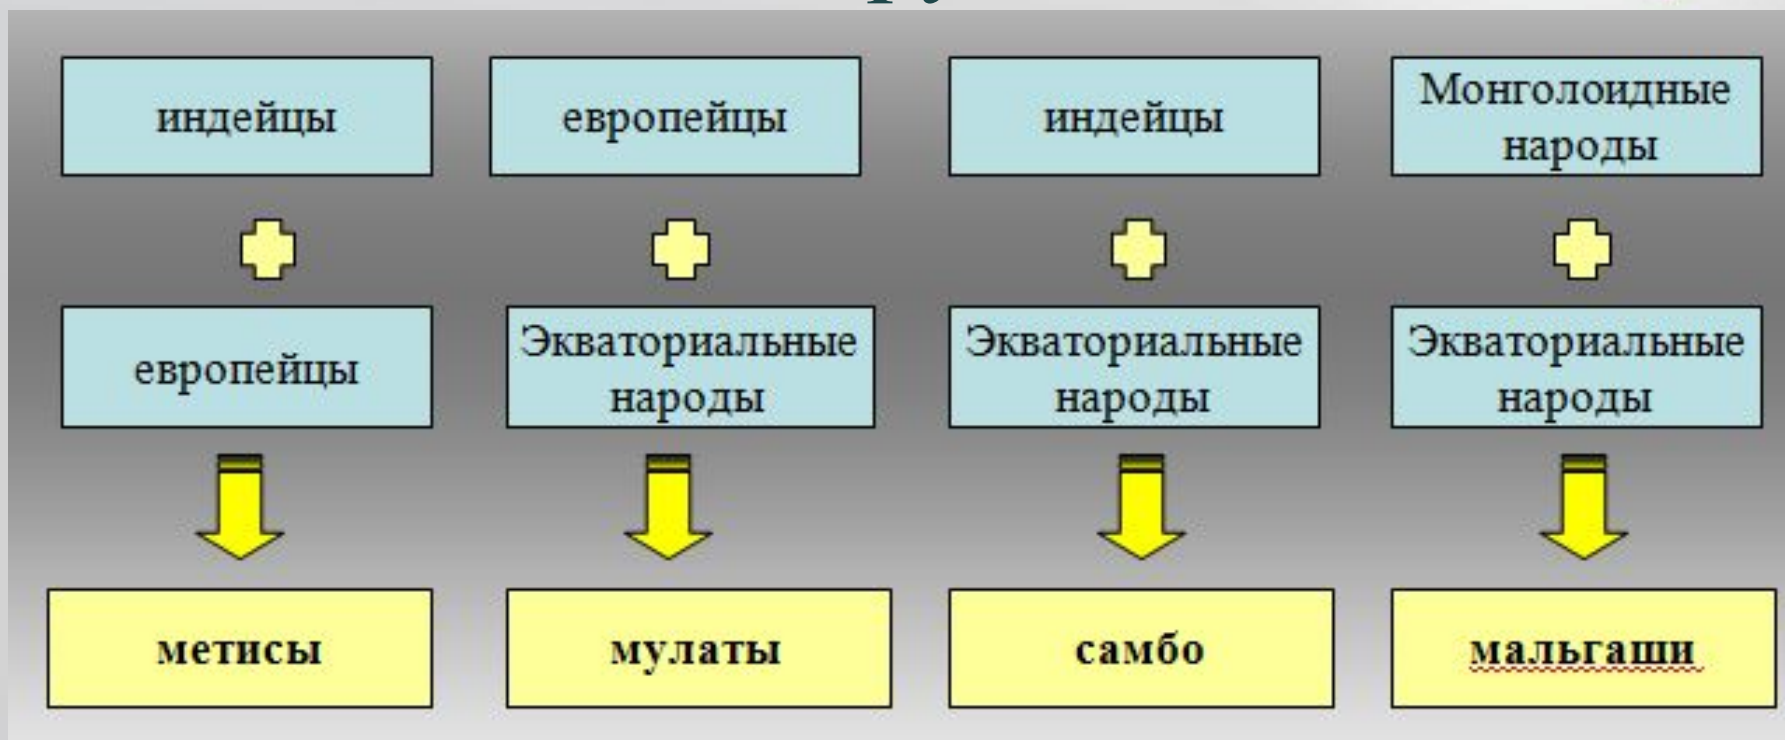 индейцы
европейцы
индейцы
Монголоидные
народы
европейцы
Экваториальные
народы
Экваториальные
народы
Экваториальные
народы
метисы
мулаты
самбо
мальгаши